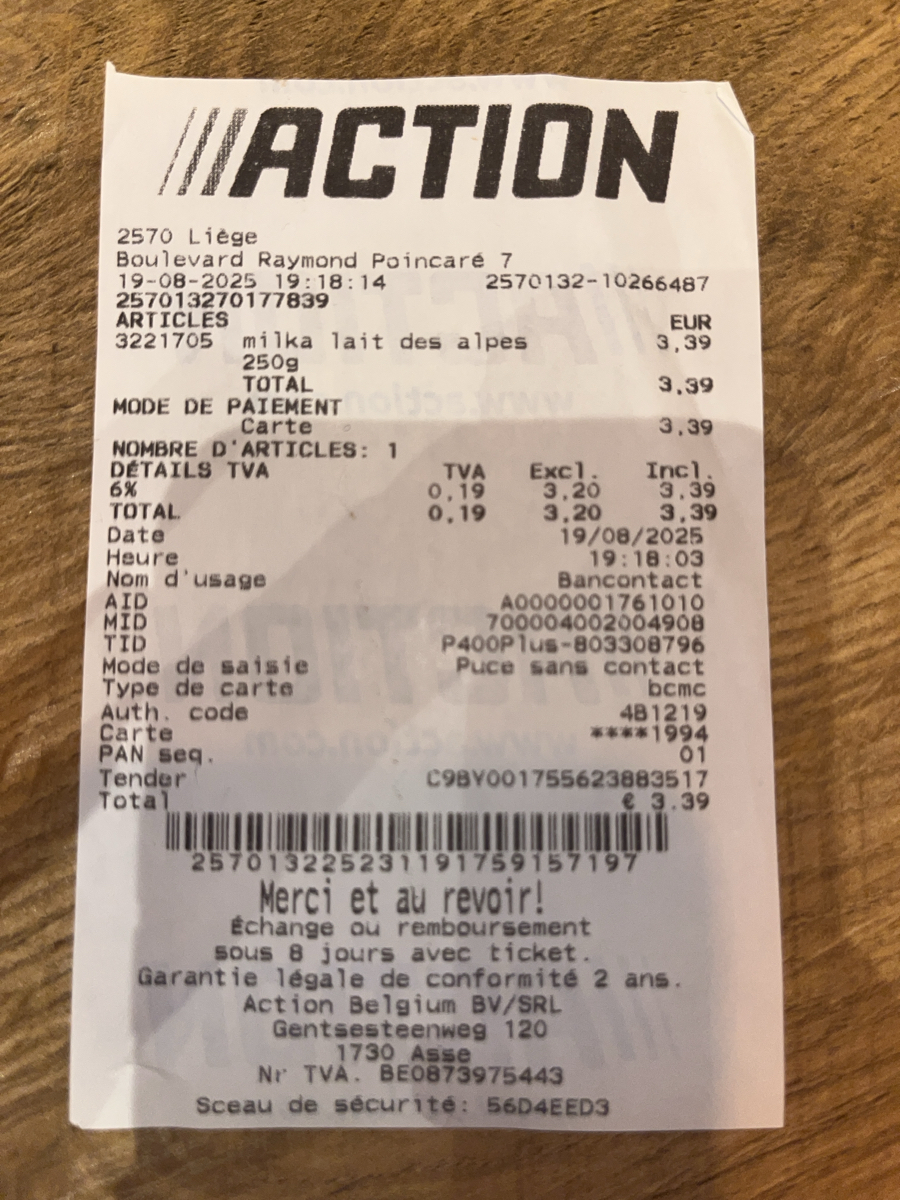 ACTION
2570 Liège
Boulevard Raymond Poincaré 7
19-08-2025 19:18:14 2570132-10266487
257013270177839
ARTICLES EUR
3221705 milka lait des alpes 3,39
250g
TOTAL 3,39
MODE DE PAIEMENT
Carte 3,39
NOMBRE D'ARTICLES: 1
DÉTAILS TVA TVA Excl. Incl.
6% 0,19 3,20 3,39
TOTAL 0,19 3,20 3,39
Date 19/08/2025
Heure 19:18:03
Nom d'usage Bancontact
AID A0000001761010
MID 700004002004908
TID P400Plus-803308796
Mode de saisie Puce sans contact
Type de carte bcmc
Auth. code 4B1219
Carte ****1994
PAN seq. 01
Tender C9BY001755623883517
Total € 3.39
257013225231191759157197
Merci et au revoir!
Échange ou remboursement
sous 8 jours avec ticket.
Garantie légale de conformité 2 ans.
Action Belgium BV/SRL
Gentsesteenweg 120
1730 Asse
Nr TVA. BE0873975443
Sceau de sécurité: 56D4EED3